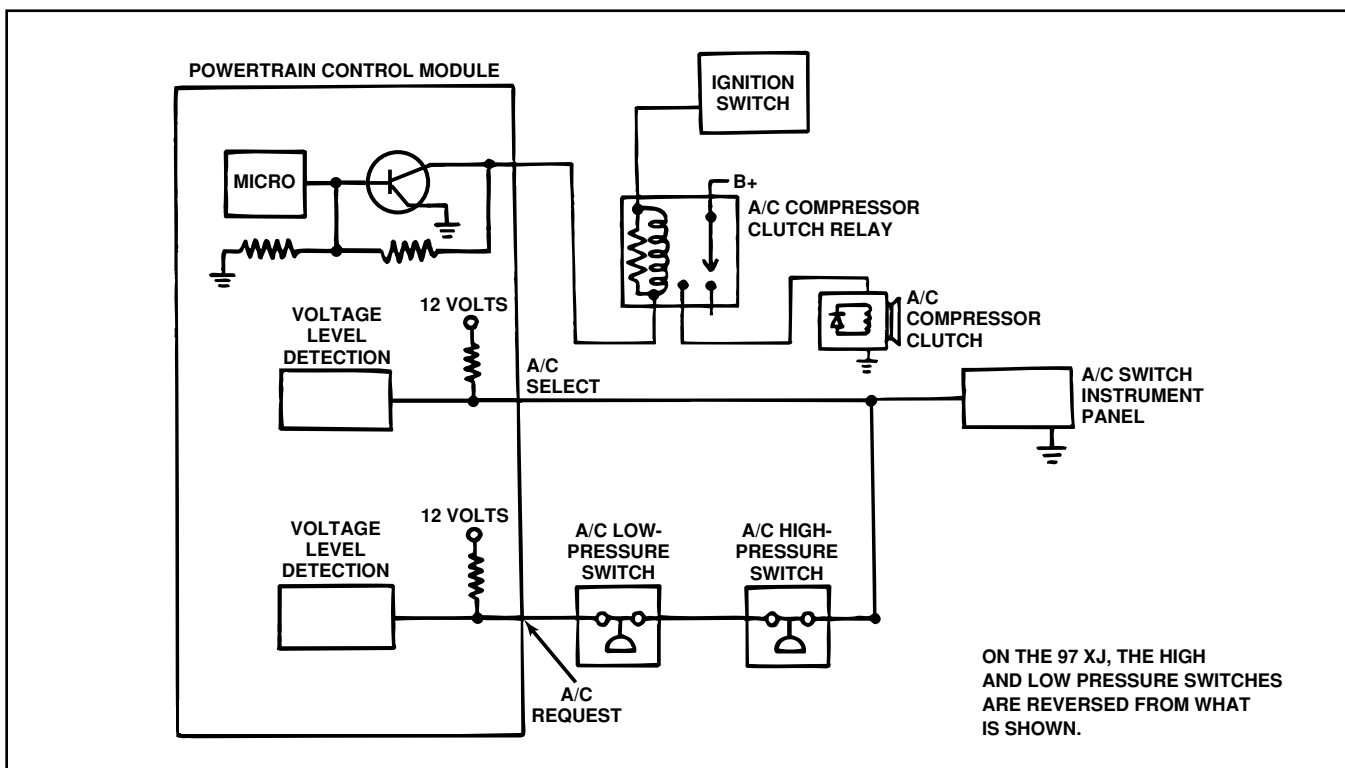 POWERTRAIN CONTROL MODULE
IGNITION
SWITCH
MICRO
B+
A/C COMPRESSOR
CLUTCH RELAY
12 VOLTS
VOLTAGE
LEVEL
DETECTION
A/C
SELECT
A/C
COMPRESSOR
CLUTCH
A/C SWITCH
INSTRUMENT
PANEL
12 VOLTS
VOLTAGE
LEVEL
DETECTION
A/C LOW-
PRESSURE
SWITCH
A/C HIGH-
PRESSURE
SWITCH
A/C
REQUEST
ON THE 97 XJ, THE HIGH
AND LOW PRESSURE SWITCHES
ARE REVERSED FROM WHAT
IS SHOWN.